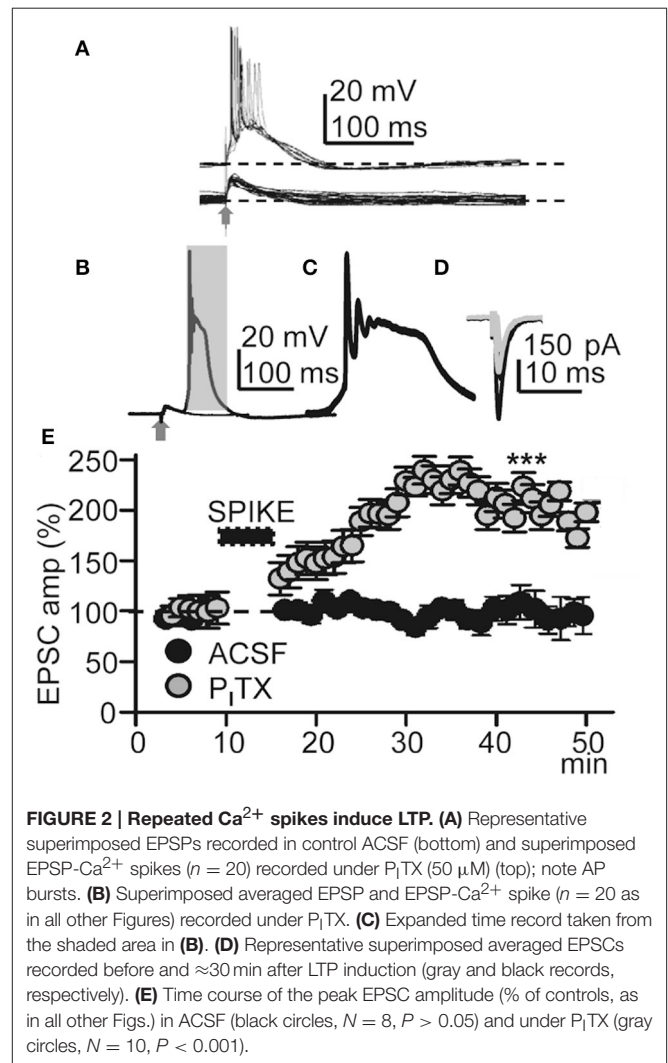 A
20 mV
100 ms
B
C
D
20 mV
100 ms
150 pA
10 ms
E
250
200
150
100
50
0
EPSC amp (%)
SPIKE
***
ACSF
PITX
0
10
20
30
40
50
min
FIGURE 2 | Repeated Ca2+ spikes induce LTP. (A) Representative
superimposed EPSPs recorded in control ACSF (bottom) and superimposed
EPSP-Ca2+ spikes (n = 20) recorded under PITX (50 μM) (top); note AP
bursts. (B) Superimposed averaged EPSP and EPSP-Ca2+ spike (n = 20 as
in all other Figures) recorded under PITX. (C) Expanded time record taken from
the shaded area in (B). (D) Representative superimposed averaged EPSCs
recorded before and ≈30 min after LTP induction (gray and black records,
respectively). (E) Time course of the peak EPSC amplitude (% of controls, as
in all other Figs.) in ACSF (black circles, N = 8, P > 0.05) and under PITX (gray
circles, N = 10, P < 0.001).